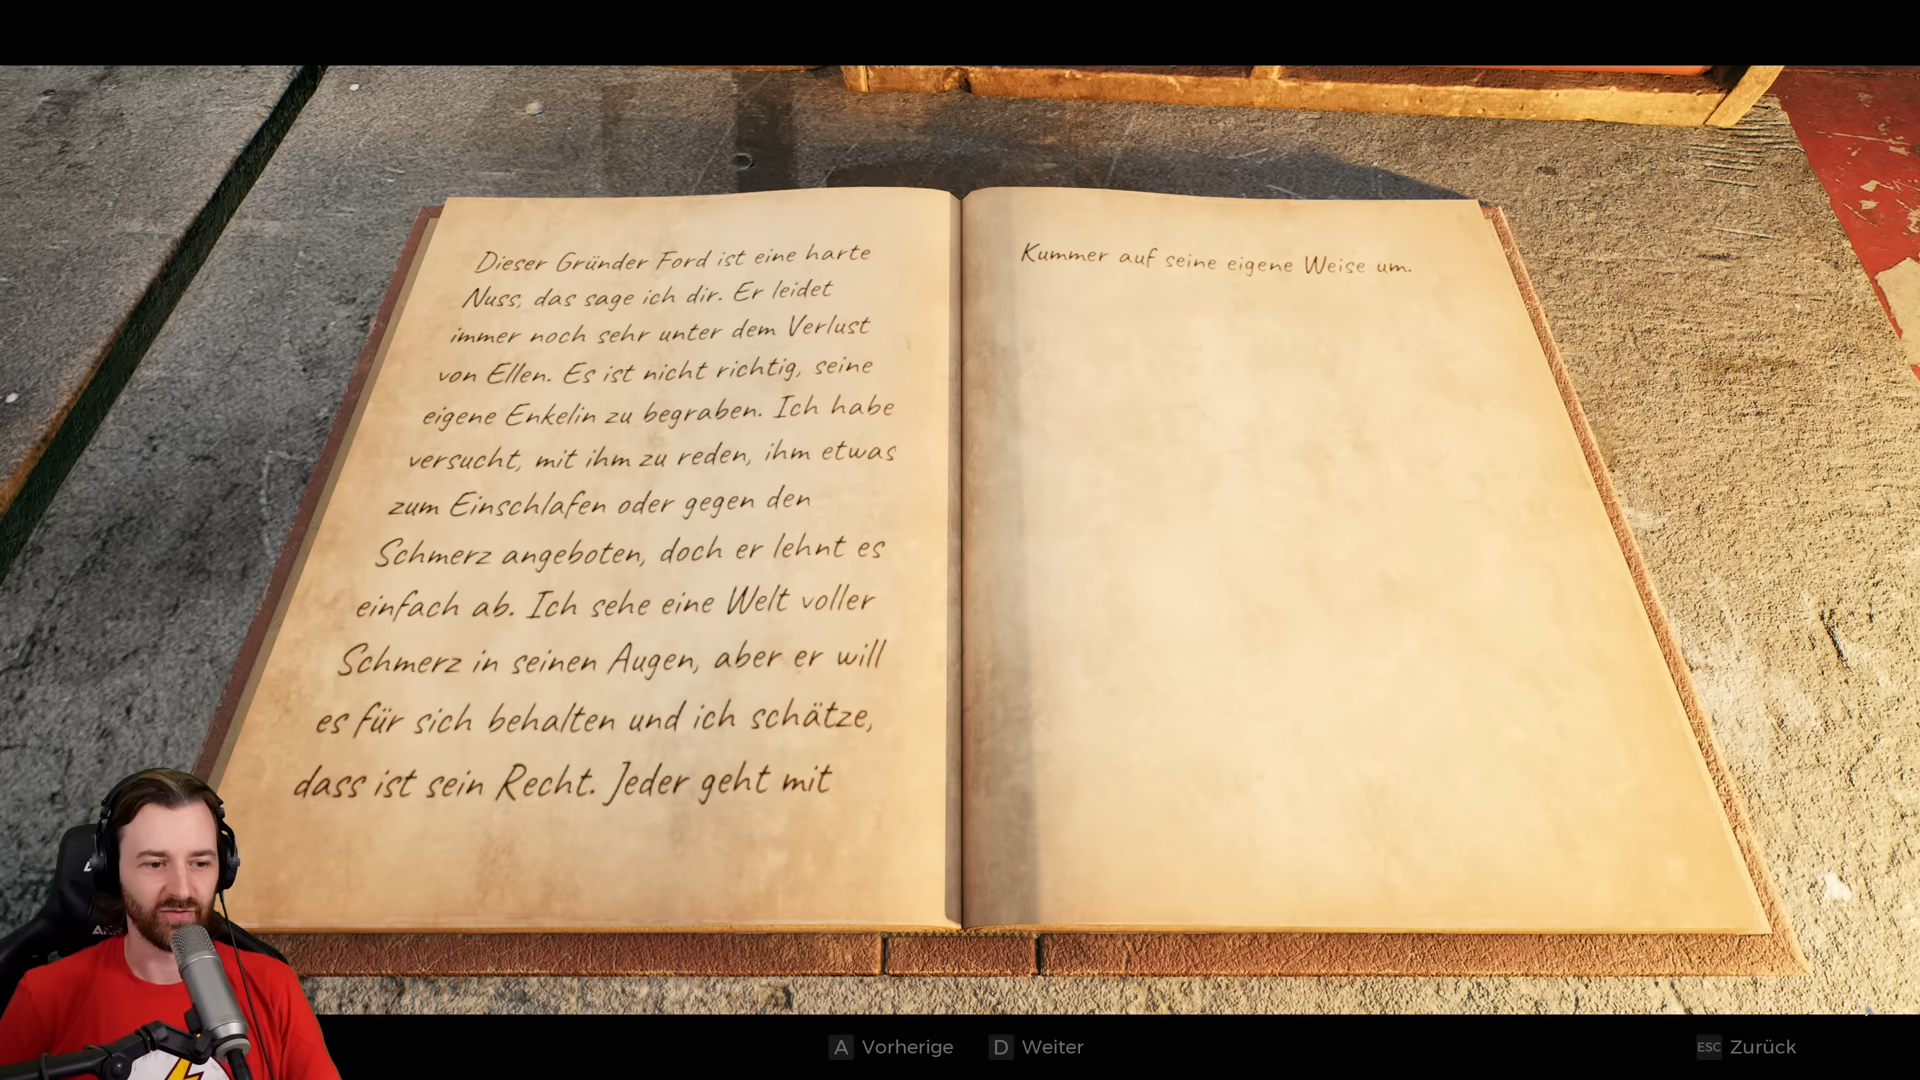 Dieser Gründer Ford ist eine harte
Nuss, das sage ich dir. Er leidet
immer noch sehr unter dem Verlust
von Ellen. Es ist nicht richtig, seine
eigene Enkelin zu begraben. Ich habe
versucht, mit ihm zu reden, ihm etwas
zum Einschlafen oder gegen den
Schmerz angeboten, doch er lehnt es
einfach ab. Ich sehe eine Welt voller
Schmerz in seinen Augen, aber er will
es für sich behalten und ich schätze,
dass ist sein Recht. Jeder geht mit
Kummer auf seine eigene Weise um.
A Vorherige D Weiter ESC Zurück